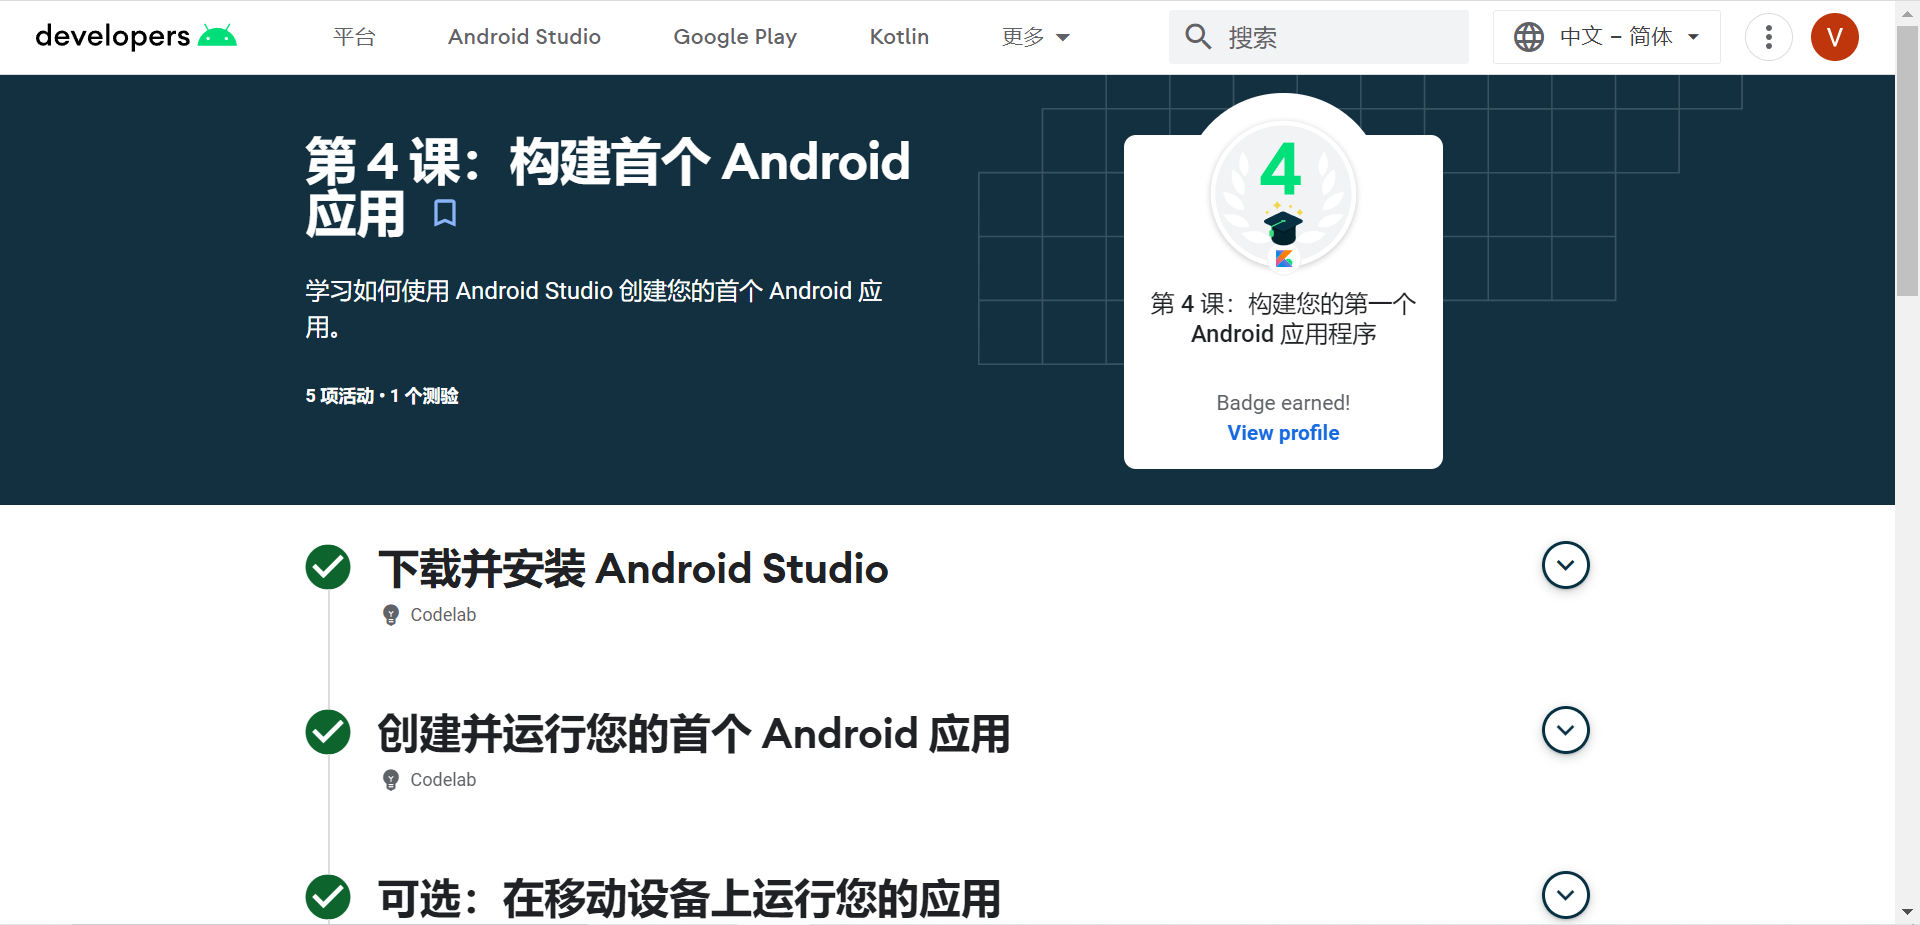 developers
平台
Android Studio
Google Play
Kotlin
更多
搜索
中文 – 简体
V
第 4 课：构建首个 Android
应用
学习如何使用 Android Studio 创建您的首个 Android 应
用。
5 项活动 • 1 个测验
4
第 4 课：构建您的第一个
Android 应用程序
Badge earned!
View profile
下载并安装 Android Studio
Codelab
创建并运行您的首个 Android 应用
Codelab
可选：在移动设备上运行您的应用